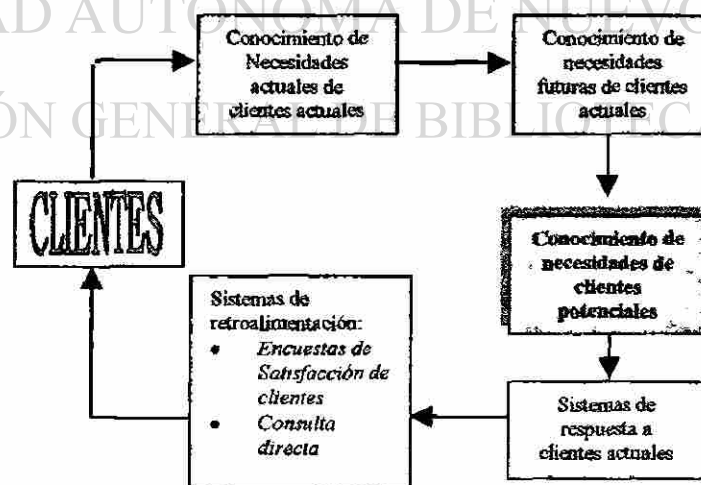 AD AUTÓNOMA DE NUEVO
ÓN GENERAL DE BIBLIOTEC
Conocimiento de
Necesidades
actuales de
clientes actuales
Conocimiento de
necesidades
futuras de clientes
actuales
CLIENTES
Conocimiento de
necesidades de
clientes
potenciales
Sistemas de
retroalimentación:
• Encuestas de
Satisfacción de
clientes
• Consulta
directa
Sistemas de
respuesta a
clientes actuales